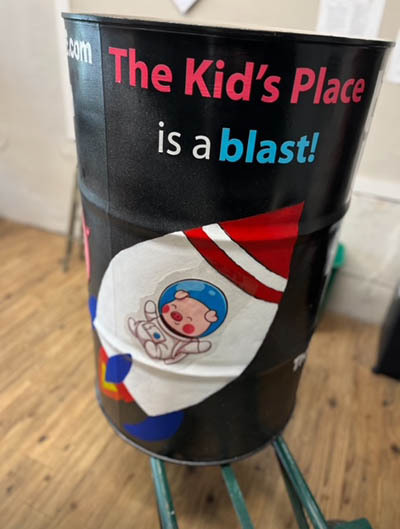 .com
The Kid's Place
is a blast!